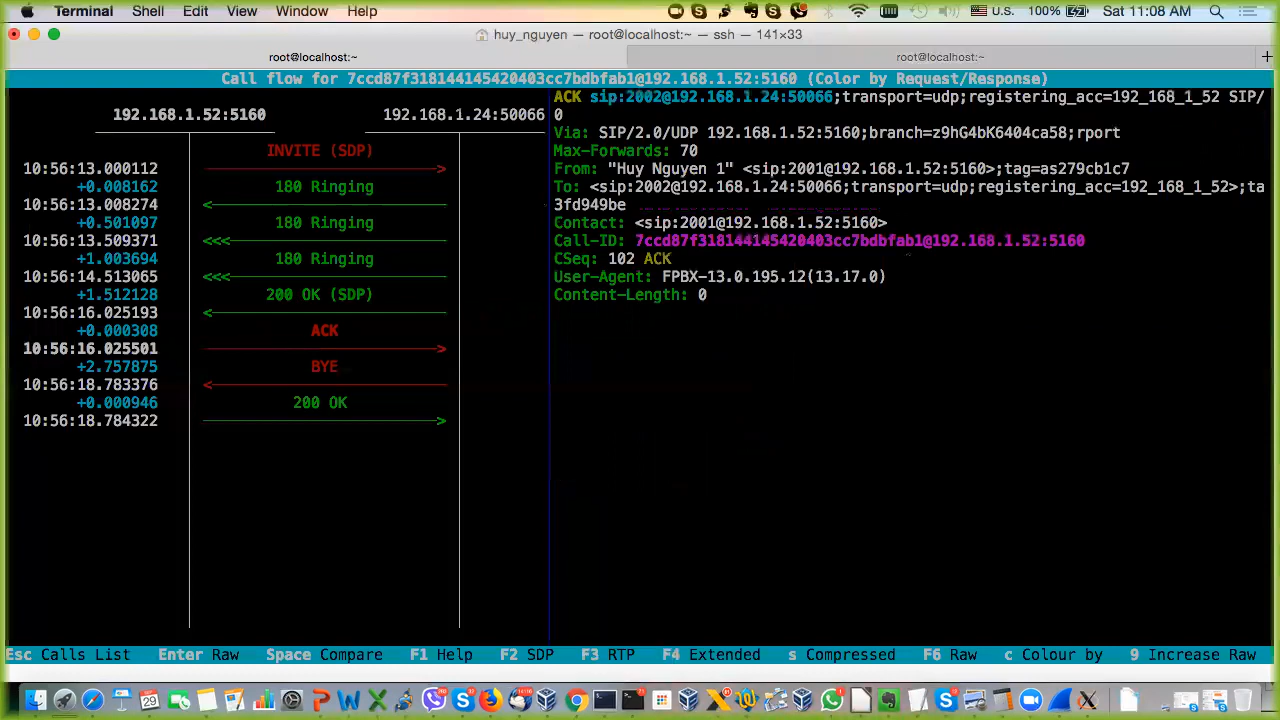 Terminal Shell Edit View Window Help U.S. 100% Sat 11:08 AM
huy_nguyen — root@localhost:~ — ssh — 141×33
root@localhost:~ root@localhost:~ +
Call flow for 7ccd87f318144145420403cc7bdbfab1@192.168.1.52:5160 (Color by Request/Response)
192.168.1.52:5160 192.168.1.24:50066
INVITE (SDP)
10:56:13.000112
+0.008162 180 Ringing
10:56:13.008274
+0.501097 180 Ringing
10:56:13.509371
+1.003694 180 Ringing
10:56:14.513065
+1.512128 200 OK (SDP)
10:56:16.025193
+0.000308 ACK
10:56:16.025501
+2.757875 BYE
10:56:18.783376
+0.000946 200 OK
10:56:18.784322
ACK sip:2002@192.168.1.24:50066;transport=udp;registering_acc=192_168_1_52 SIP/
0
Via: SIP/2.0/UDP 192.168.1.52:5160;branch=z9hG4bK6404ca58;rport
Max-Forwards: 70
From: "Huy Nguyen 1" <sip:2001@192.168.1.52:5160>;tag=as279cb1c7
To: <sip:2002@192.168.1.24:50066;transport=udp;registering_acc=192_168_1_52>;ta
3fd949be
Contact: <sip:2001@192.168.1.52:5160>
Call-ID: 7ccd87f318144145420403cc7bdbfab1@192.168.1.52:5160
CSeq: 102 ACK
User-Agent: FPBX-13.0.195.12(13.17.0)
Content-Length: 0
Esc Calls List Enter Raw Space Compare F1 Help F2 SDP F3 RTP F4 Extended s Compressed F6 Raw c Colour by 9 Increase Raw